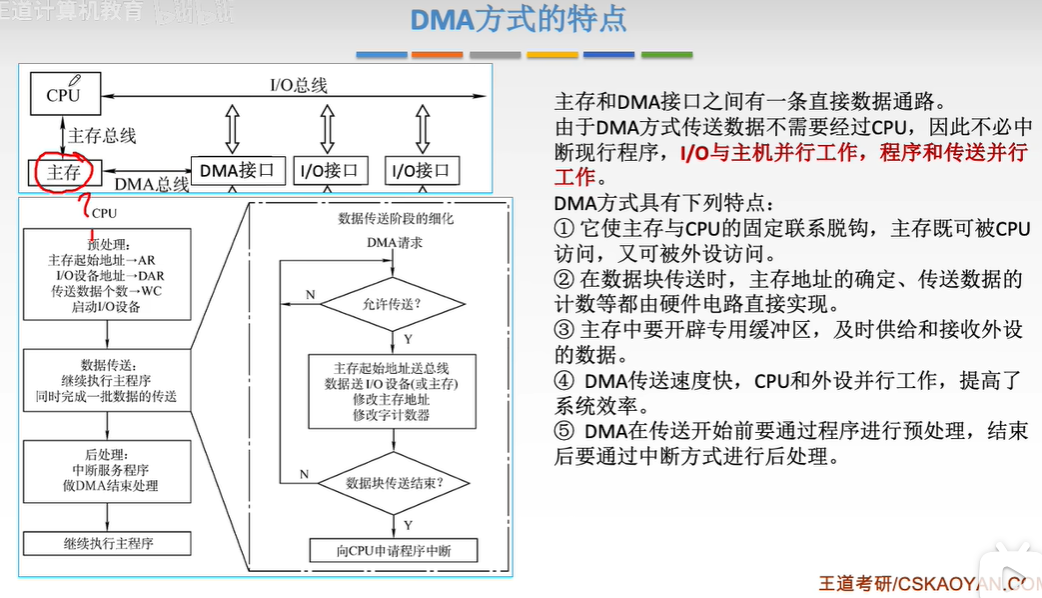 王道计算机教育
DMA方式的特点
CPU
I/O总线
主存总线
主存
DMA总线
DMA接口
I/O接口
I/O接口
CPU
预处理：
主存起始地址→AR
I/O设备地址→DAR
传送数据个数→WC
启动I/O设备
数据传送：
继续执行主程序
同时完成一批数据的传送
后处理：
中断服务程序
做DMA结束处理
继续执行主程序
数据传送阶段的细化
DMA请求
N
允许传送？
Y
主存起始地址送总线
数据送 I/O 设备(或主存)
修改主存地址
修改字计数器
N
数据块传送结束？
Y
向CPU申请程序中断
主存和DMA接口之间有一条直接数据通路。
由于DMA方式传送数据不需要经过CPU，因此不必中
断现行程序，I/O与主机并行工作，程序和传送并行
工作。
DMA方式具有下列特点：
① 它使主存与CPU的固定联系脱钩，主存既可被CPU
访问，又可被外设访问。
② 在数据块传送时，主存地址的确定、传送数据的
计数等都由硬件电路直接实现。
③ 主存中要开辟专用缓冲区，及时供给和接收外设
的数据。
④ DMA传送速度快，CPU和外设并行工作，提高了
系统效率。
⑤ DMA在传送开始前要通过程序进行预处理，结束
后要通过中断方式进行后处理。
王道考研/CSKAOYAN.COM